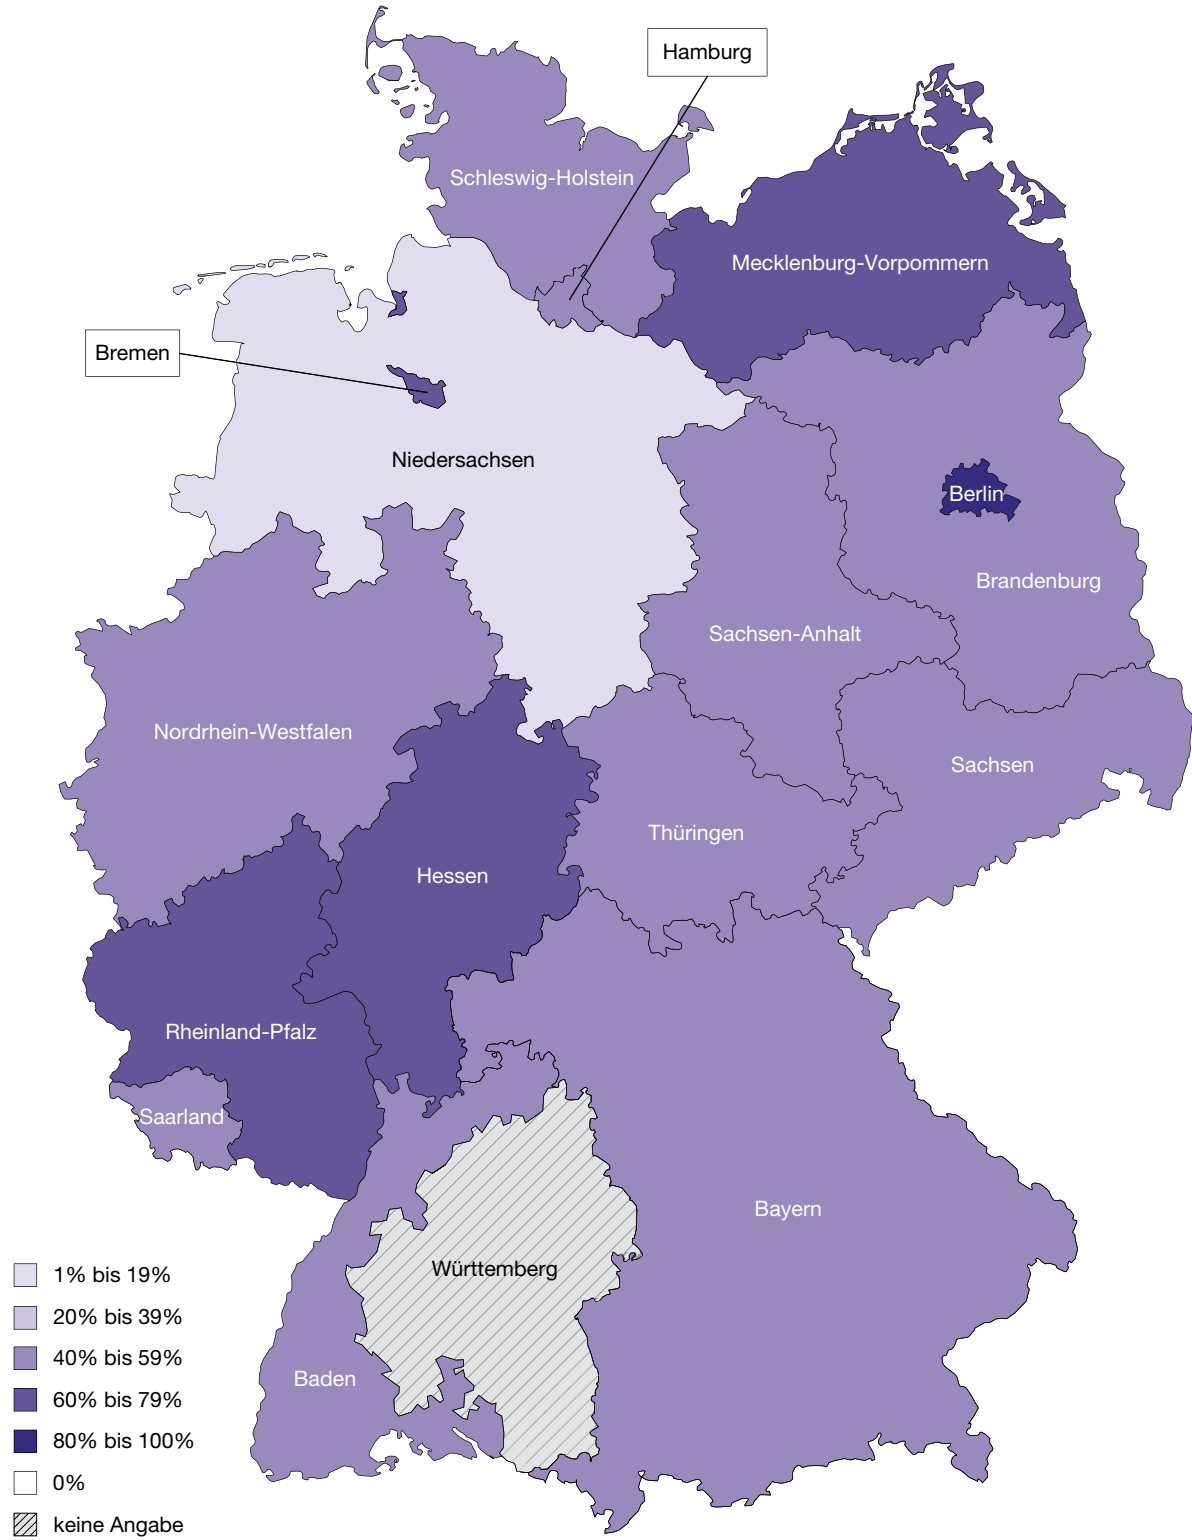 Hamburg
Schleswig-Holstein
Mecklenburg-Vorpommern
Bremen
Niedersachsen
Berlin
Brandenburg
Sachsen-Anhalt
Nordrhein-Westfalen
Sachsen
Thüringen
Hessen
Rheinland-Pfalz
Saarland
Bayern
Württemberg
Baden
1% bis 19%
20% bis 39%
40% bis 59%
60% bis 79%
80% bis 100%
0%
keine Angabe